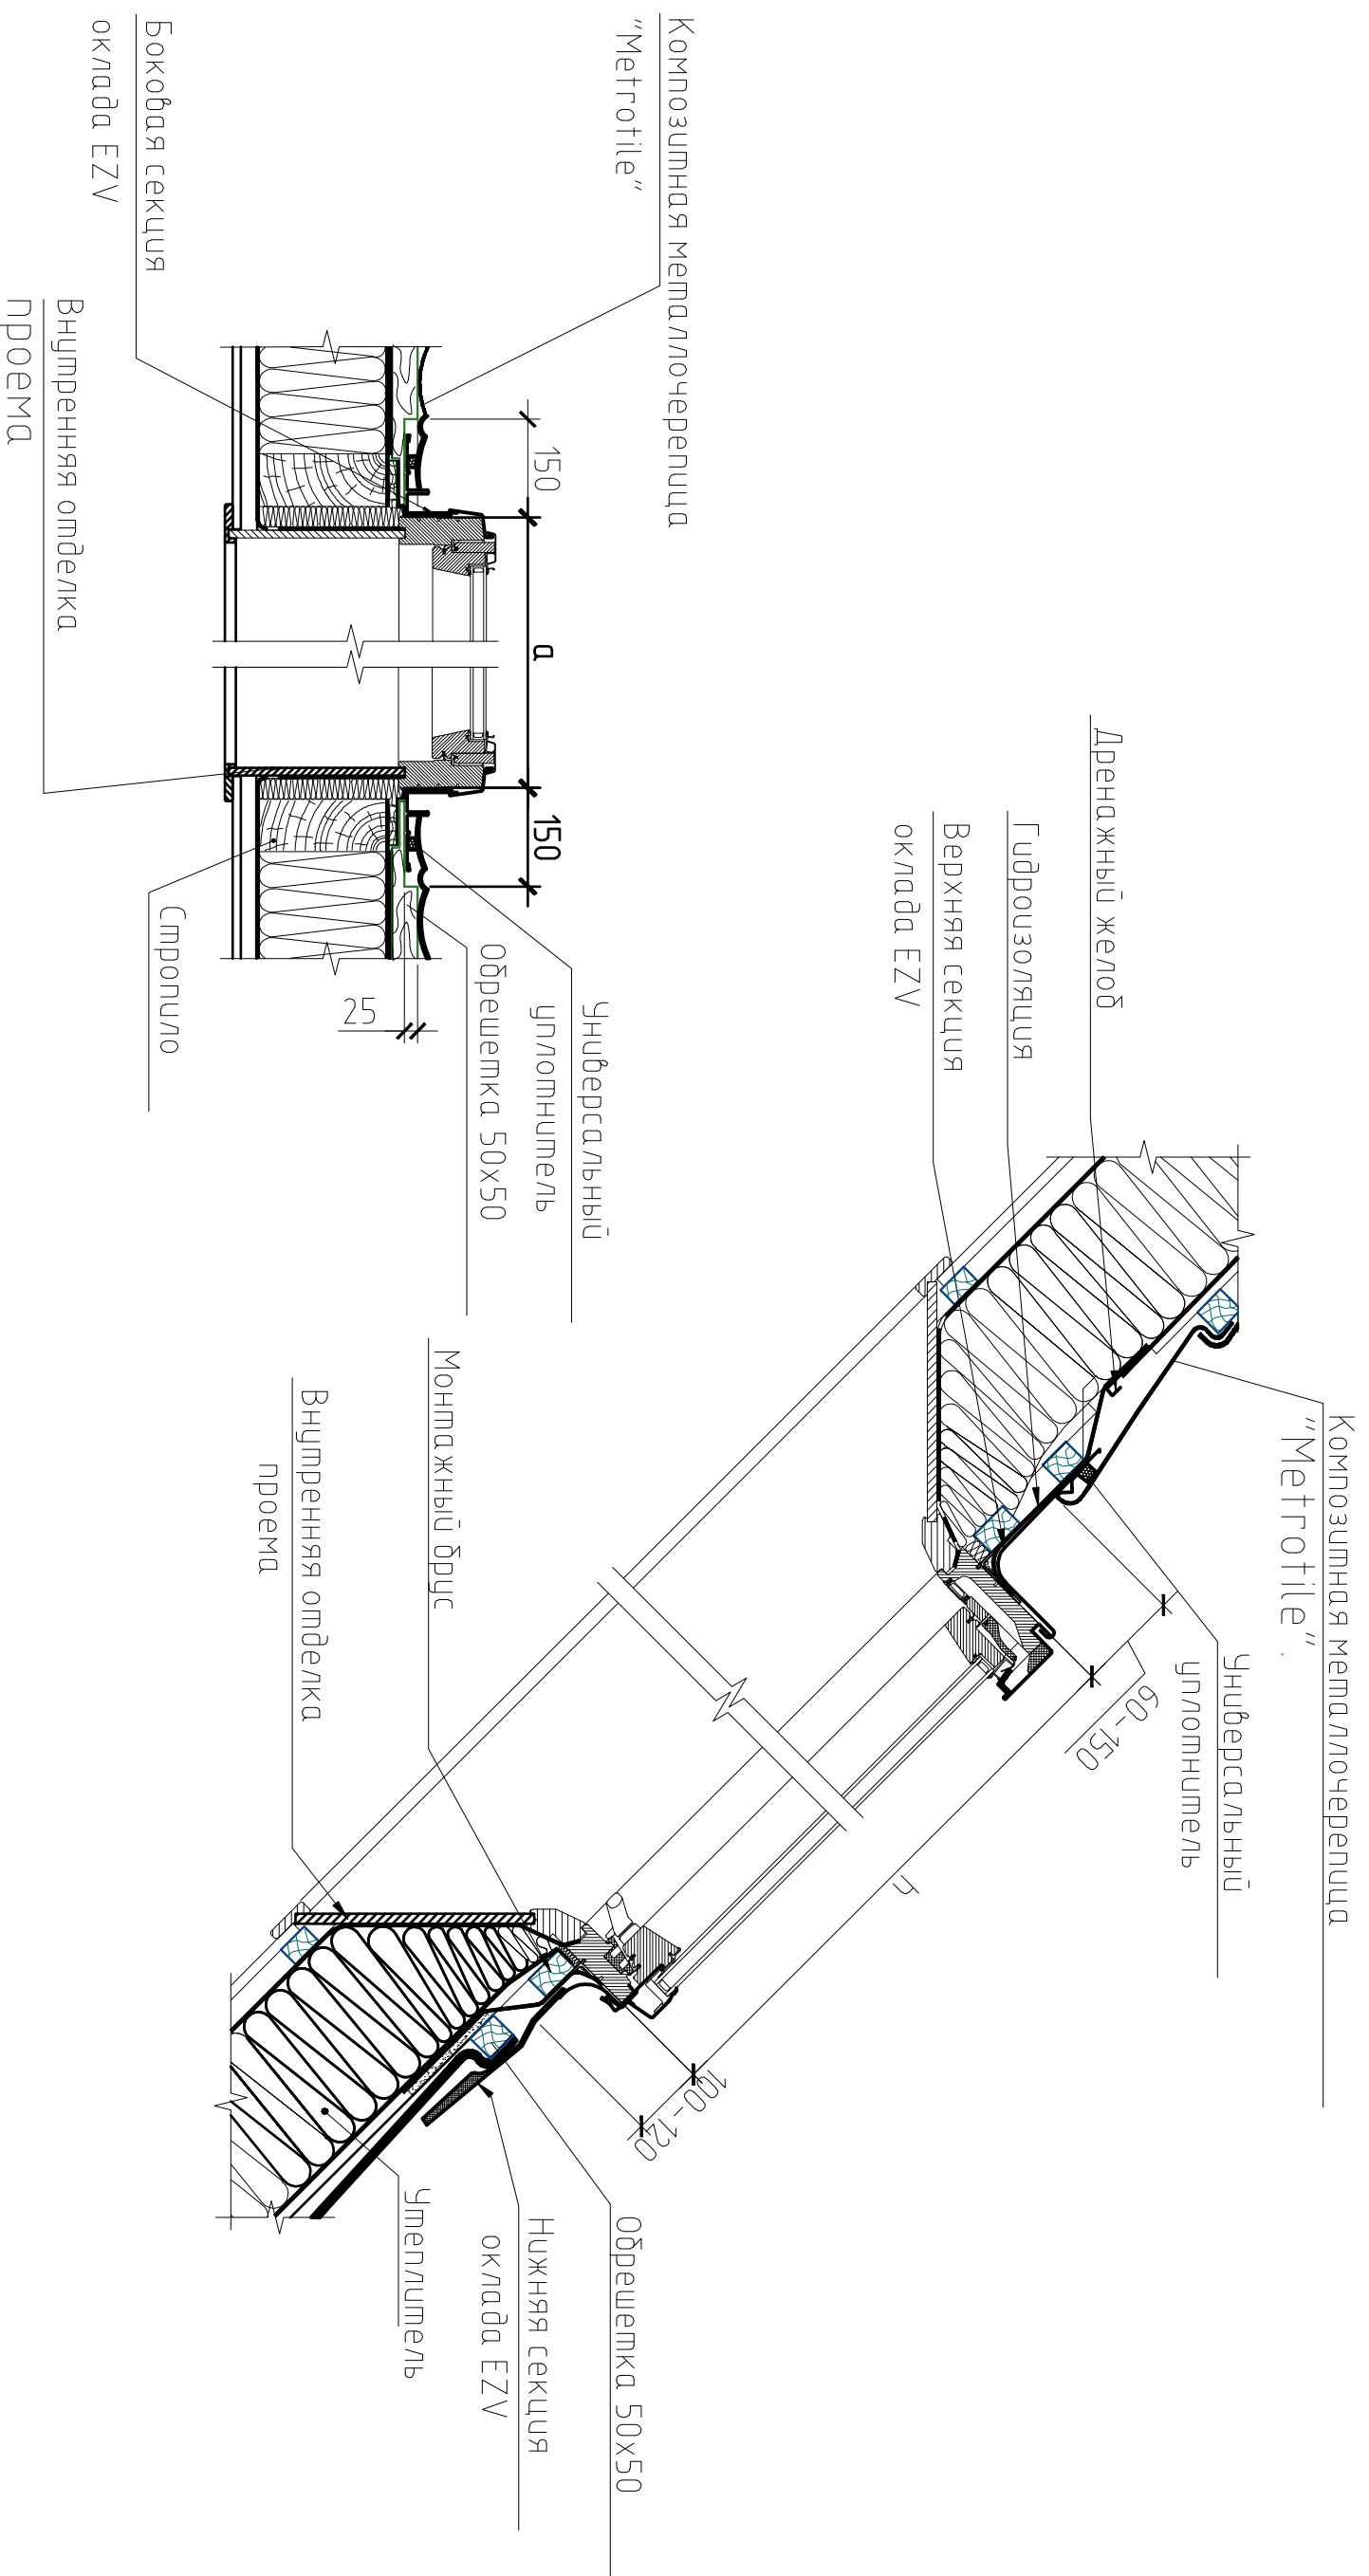 Композитная металлочерепица
"Metrotile"
Универсальный
уплотнитель
Дренажный желоб
Гидроизоляция
Верхняя секция
оклада EZV
60-150
h
100-120
Обрешетка 50x50
Нижняя секция
оклада EZV
Утеплитель
Монтажный брус
Внутренняя отделка
проема
Композитная металлочерепица
"Metrotile"
150
a
150
Универсальный
уплотнитель
Обрешетка 50x50
25
Стропило
Боковая секция
оклада EZV
Внутренняя отделка
проема